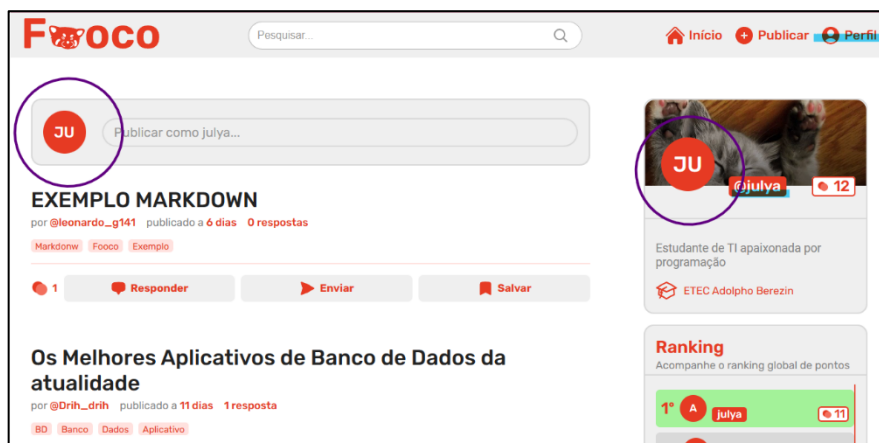 Fooco
Pesquisar...
Início
Publicar
Perfil
JU
Publicar como julya...
EXEMPLO MARKDOWN
por @leonardo_g141 publicado a 6 dias 0 respostas
Markdonw Fooco Exemplo
1 Responder Enviar Salvar
Os Melhores Aplicativos de Banco de Dados da
atualidade
por @Drih_drih publicado a 11 dias 1 resposta
BD Banco Dados Aplicativo
JU
@julya 12
Estudante de TI apaixonada por
programação
ETEC Adolpho Berezin
Ranking
Acompanhe o ranking global de pontos
1° A julya 11